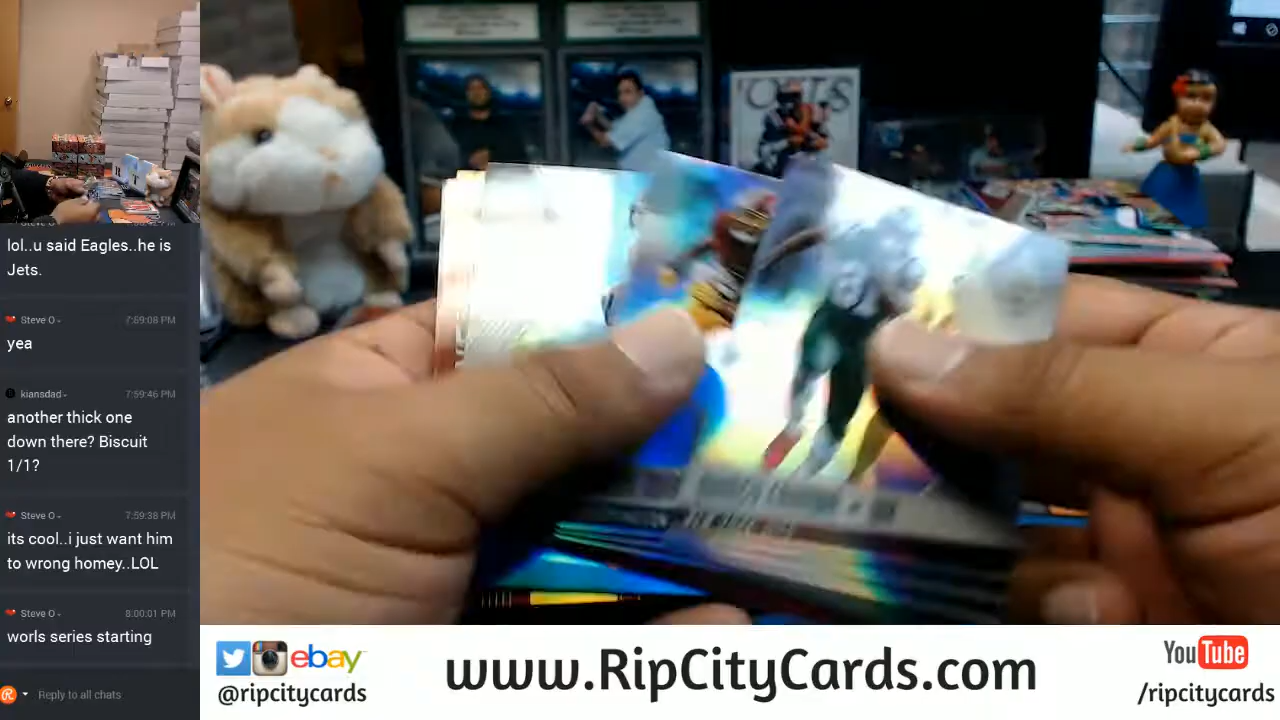 lol..u said Eagles..he is
Jets.
Steve O
7:59:08 PM
yea
kiansdad
7:59:46 PM
another thick one
down there? Biscuit
1/1?
Steve O
7:59:38 PM
its cool..i just want him
to wrong homey..LOL
Steve O
8:00:01 PM
worls series starting
Reply to all chats
ebay
@ripcitycards
www.RipCityCards.com
YouTube
/ripcitycards